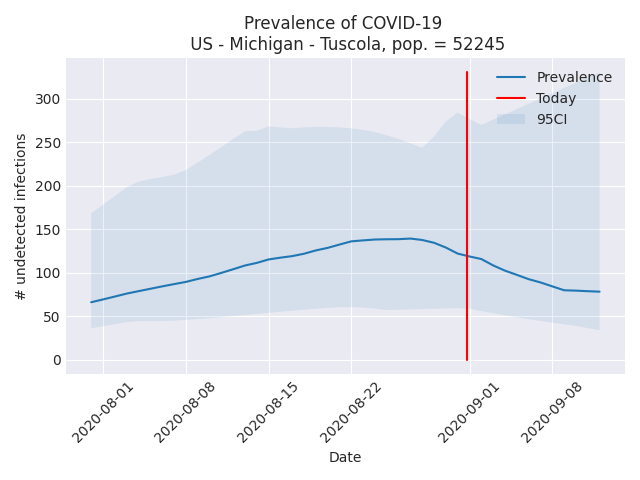 Prevalence of COVID-19
US - Michigan - Tuscola, pop. = 52245
Prevalence
Today
95CI
# undetected infections
300
250
200
150
100
50
0
2020-08-01
2020-08-08
2020-08-15
2020-08-22
2020-09-01
2020-09-08
Date